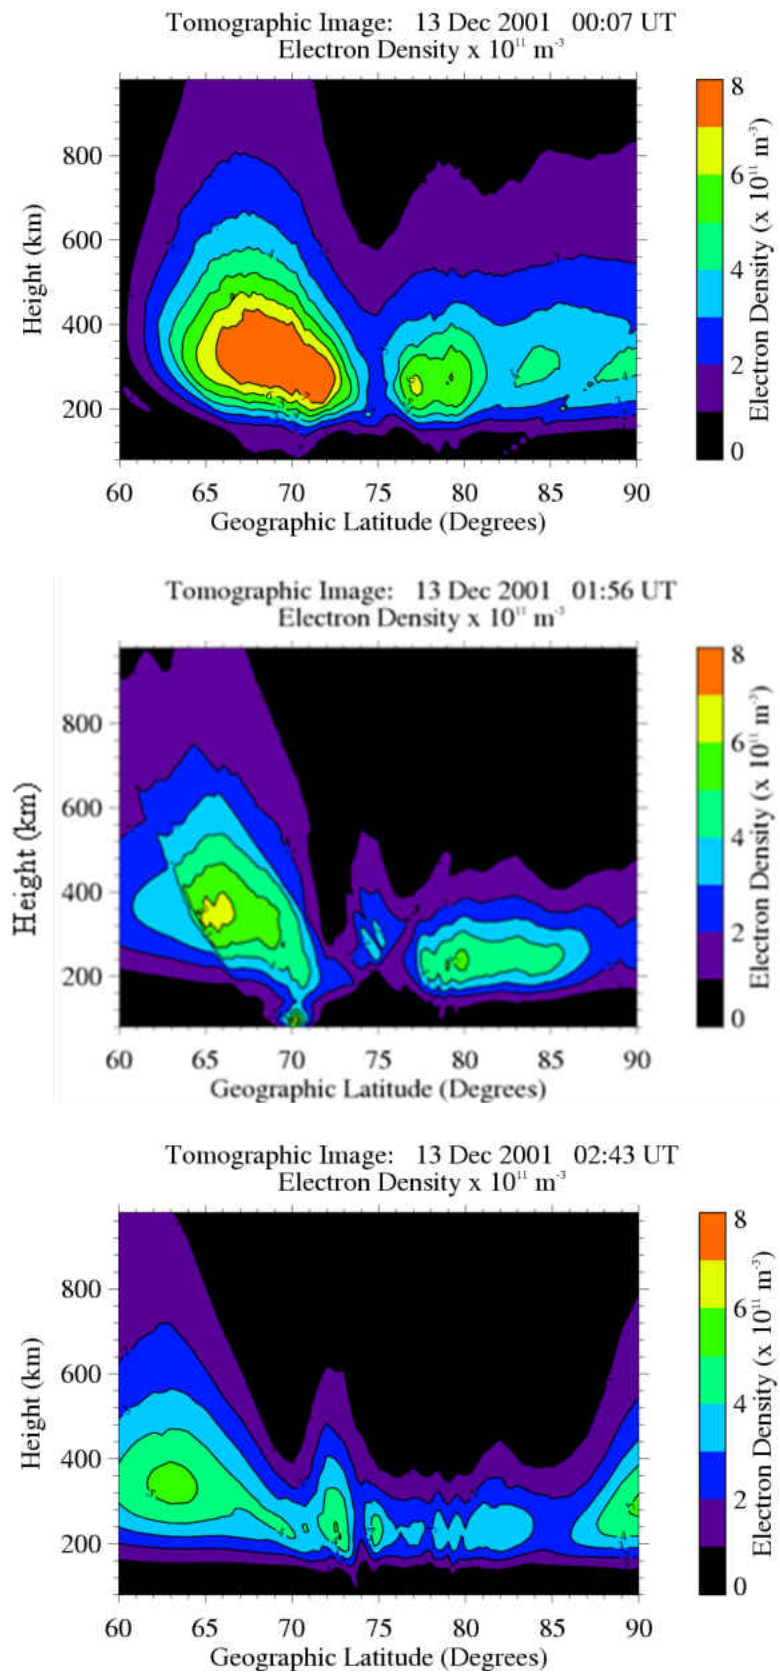 Tomographic Image: 13 Dec 2001 00:07 UT
Electron Density x 10¹¹ m⁻³
Height (km)
800
600
400
200
60 65 70 75 80 85 90
Geographic Latitude (Degrees)
8
6
4
2
0
Electron Density (x 10¹¹ m⁻³)
Tomographic Image: 13 Dec 2001 01:56 UT
Electron Density x 10¹¹ m⁻³
Height (km)
800
600
400
200
60 65 70 75 80 85 90
Geographic Latitude (Degrees)
8
6
4
2
0
Electron Density (x 10¹¹ m⁻³)
Tomographic Image: 13 Dec 2001 02:43 UT
Electron Density x 10¹¹ m⁻³
Height (km)
800
600
400
200
60 65 70 75 80 85 90
Geographic Latitude (Degrees)
8
6
4
2
0
Electron Density (x 10¹¹ m⁻³)